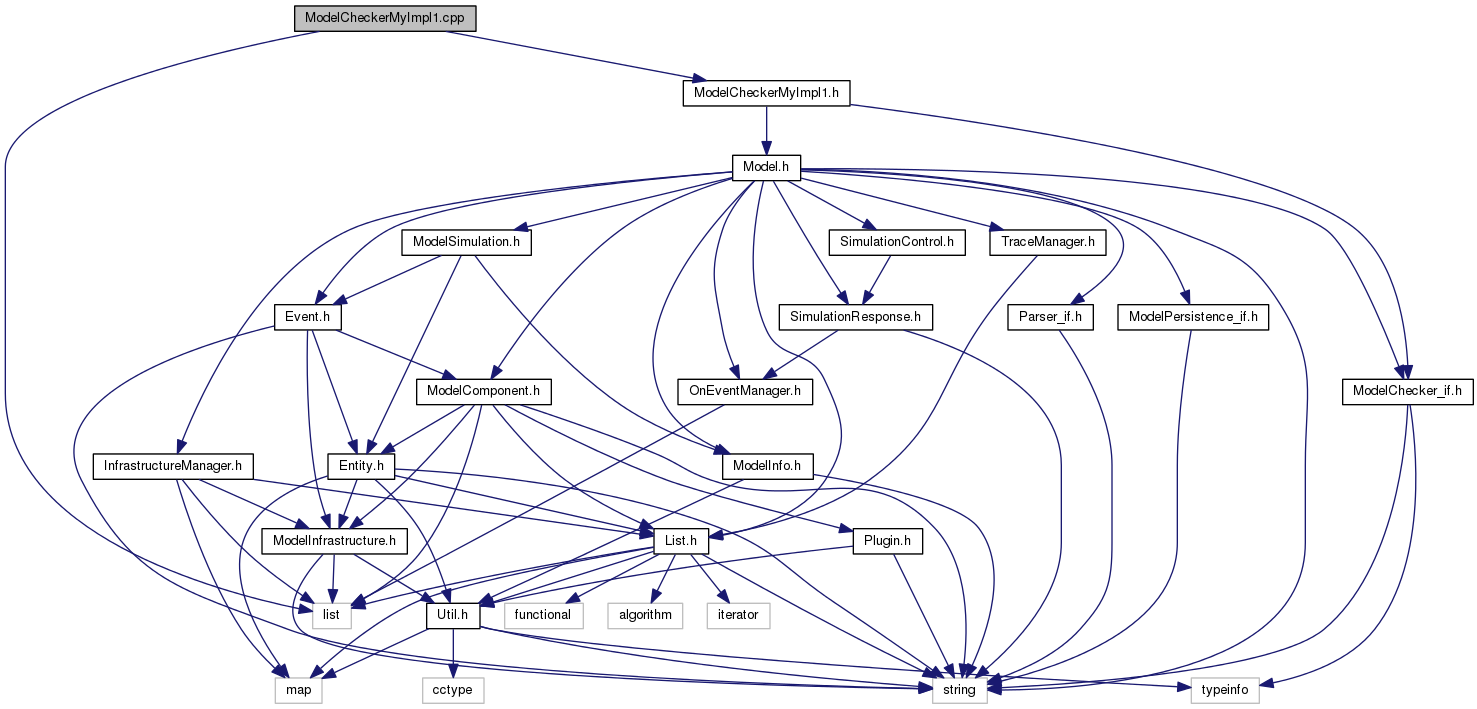 ModelCheckerMyImpl1.cpp
ModelCheckerMyImpl1.h
Model.h
ModelSimulation.h
SimulationControl.h
TraceManager.h
Event.h
SimulationResponse.h
Parser_if.h
ModelPersistence_if.h
ModelComponent.h
OnEventManager.h
ModelChecker_if.h
InfrastructureManager.h
Entity.h
ModelInfo.h
ModelInfrastructure.h
List.h
Plugin.h
list
Util.h
functional
algorithm
iterator
map
cctype
string
typeinfo